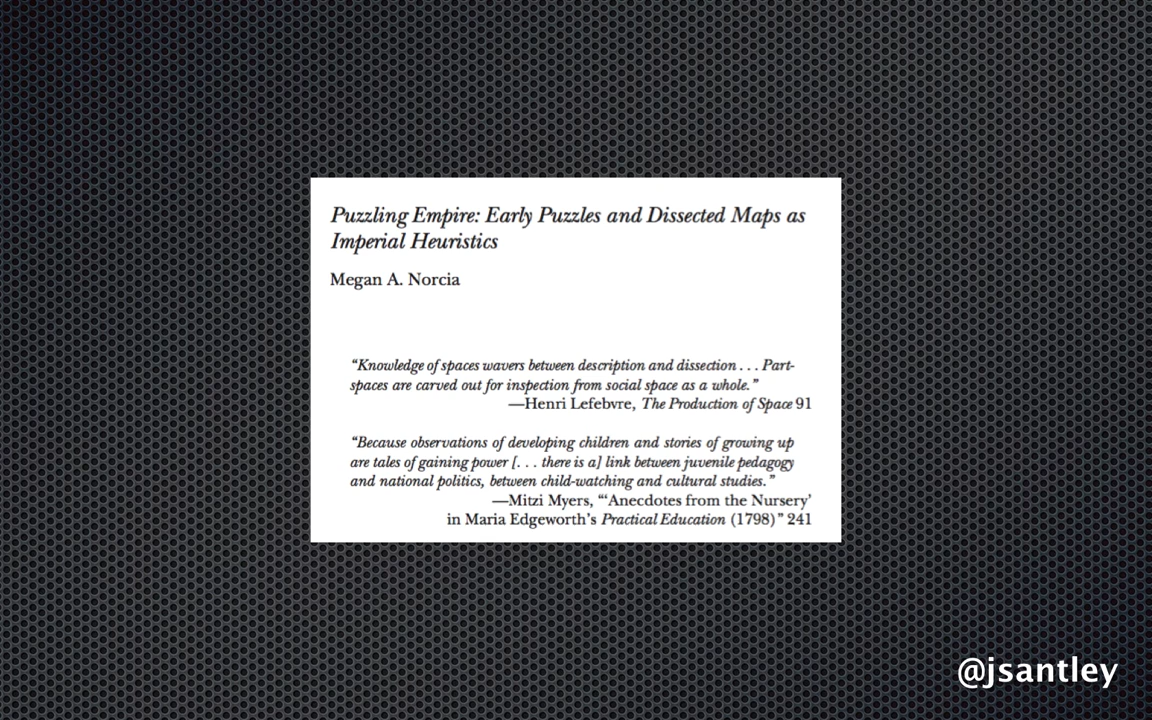 Puzzling Empire: Early Puzzles and Dissected Maps as
Imperial Heuristics
Megan A. Norcia
“Knowledge of spaces wavers between description and dissection . . . Part-
spaces are carved out for inspection from social space as a whole.”
—Henri Lefebvre, The Production of Space 91
“Because observations of developing children and stories of growing up
are tales of gaining power [. . . there is a] link between juvenile pedagogy
and national politics, between child-watching and cultural studies.”
—Mitzi Myers, “‘Anecdotes from the Nursery’
in Maria Edgeworth’s Practical Education (1798)” 241
@jsantley